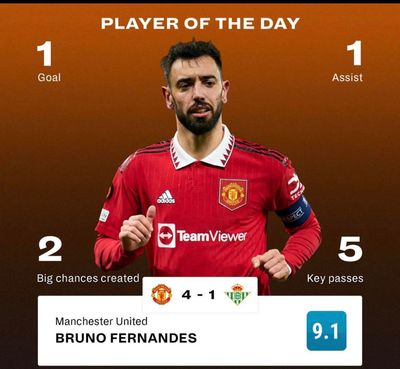 PLAYER OF THE DAY
1
Goal
1
Assist
adidas
TeamViewer
RESPECT
2
Big chances created
5
Key passes
4 - 1
Manchester United
BRUNO FERNANDES
9.1